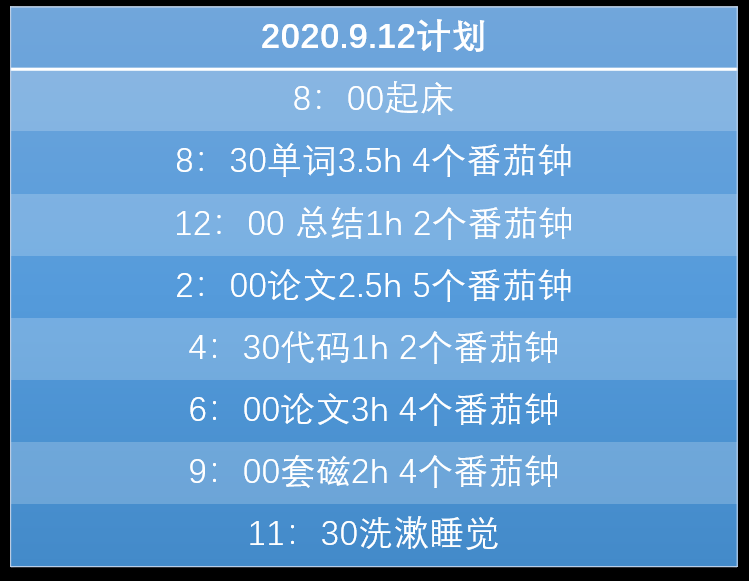 2020.9.12计划
8：00起床
8：30单词3.5h 4个番茄钟
12：00 总结1h 2个番茄钟
2：00论文2.5h 5个番茄钟
4：30代码1h 2个番茄钟
6：00论文3h 4个番茄钟
9：00套磁2h 4个番茄钟
11：30洗漱睡觉